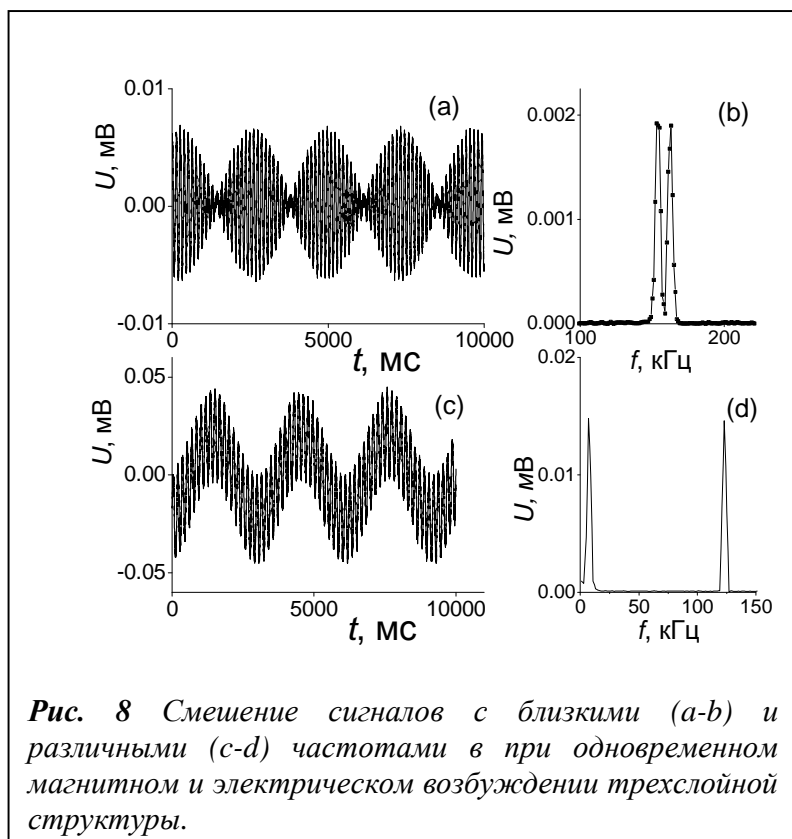 0.01
(a)
U, мВ
0.00
-0.01
0
5000
10000
t, мс
0.002
(b)
U, мВ
0.001
0.000
100
200
f, кГц
0.05
(c)
U, мВ
0.00
-0.05
0
5000
10000
t, мс
0.02
(d)
U, мВ
0.01
0.00
0
50
100
150
f, кГц
Рис. 8 Смешение сигналов с близкими (a-b) и
различными (c-d) частотами в при одновременном
магнитном и электрическом возбуждении трехслойной
структуры.